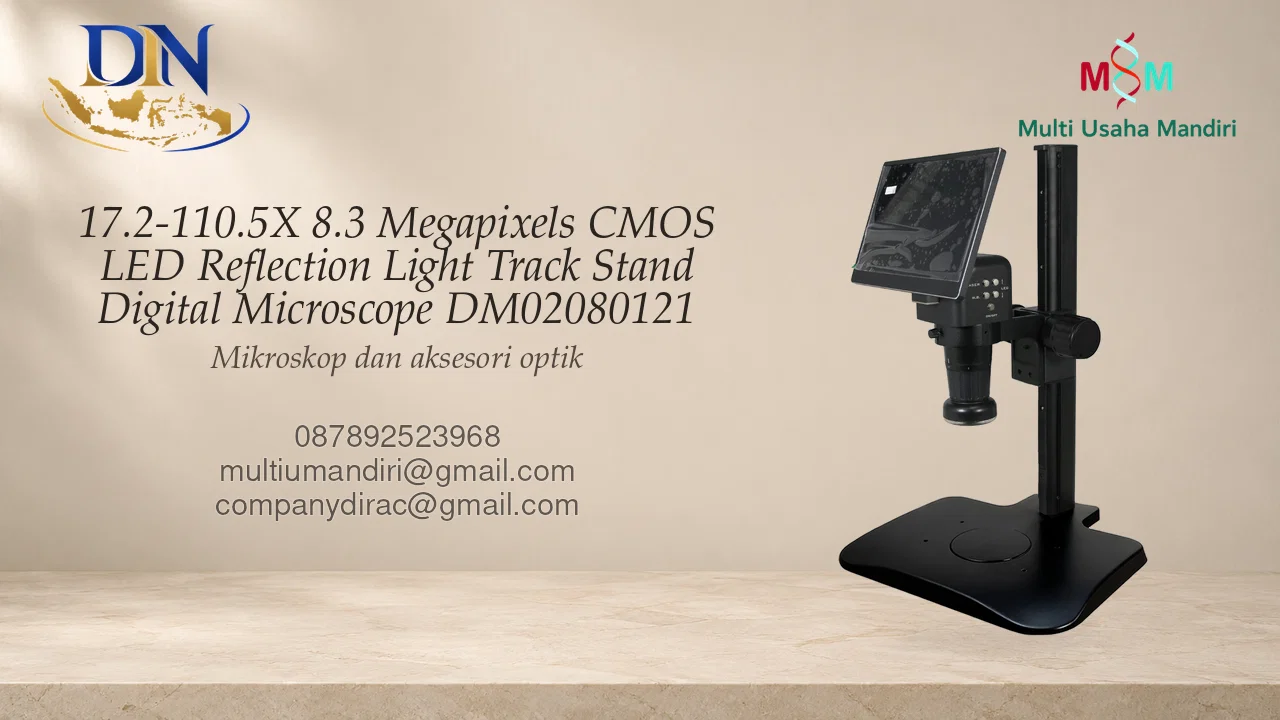 DN
M M
Multi Usaha Mandiri
17.2-110.5X 8.3 Megapixels CMOS
LED Reflection Light Track Stand
Digital Microscope DM02080121
Mikroskop dan aksesori optik
087892523968
multiumandiri@gmail.com
companydirac@gmail.com